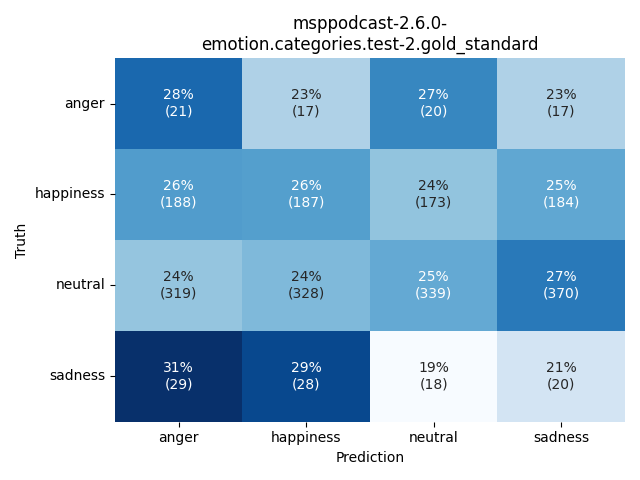 msppodcast-2.6.0-
emotion.categories.test-2.gold_standard
Truth
anger
28% 23% 27% 23%
(21) (17) (20) (17)
happiness
26% 26% 24% 25%
(188) (187) (173) (184)
neutral
24% 24% 25% 27%
(319) (328) (339) (370)
sadness
31% 29% 19% 21%
(29) (28) (18) (20)
anger happiness neutral sadness
Prediction